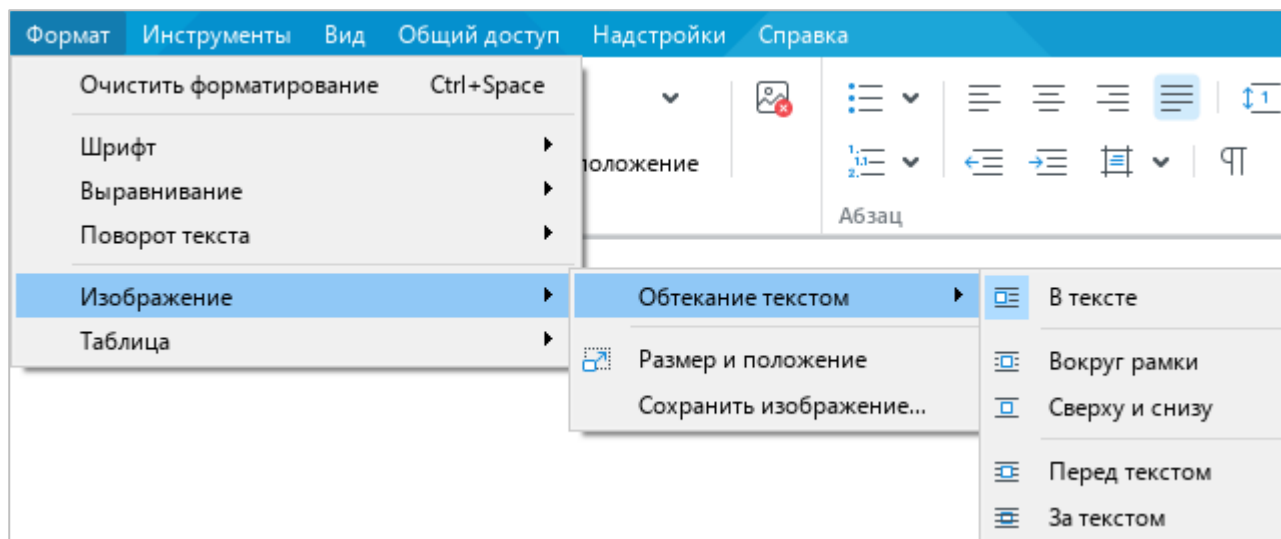 Формат Инструменты Вид Общий доступ Надстройки Справка
Очистить форматирование Ctrl+Space
Шрифт
Выравнивание
Поворот текста
Изображение
Таблица
положение
Абзац
Обтекание текстом
Размер и положение
Сохранить изображение...
В тексте
Вокруг рамки
Сверху и снизу
Перед текстом
За текстом